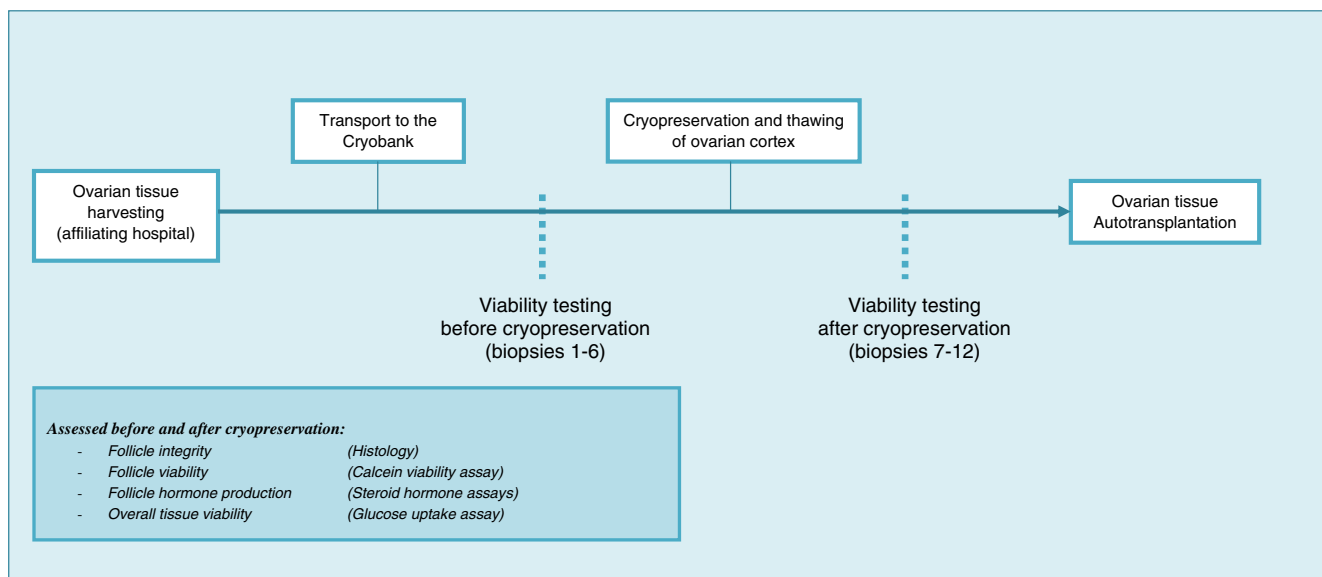 Transport to the
Cryobank
Cryopreservation and thawing
of ovarian cortex
Ovarian tissue
harvesting
(affiliating hospital)
Ovarian tissue
Autotransplantation
Viability testing
before cryopreservation
(biopsies 1-6)
Viability testing
after cryopreservation
(biopsies 7-12)
Assessed before and after cryopreservation:
- Follicle integrity (Histology)
- Follicle viability (Calcein viability assay)
- Follicle hormone production (Steroid hormone assays)
- Overall tissue viability (Glucose uptake assay)